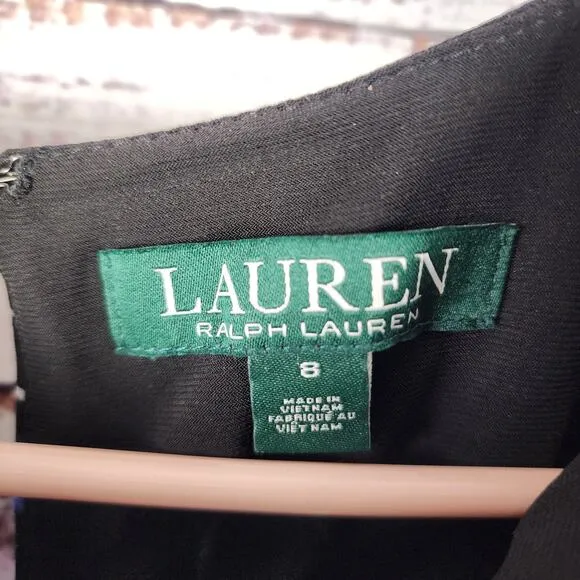 LAUREN
RALPH LAUREN
8
MADE IN
VIETNAM
FABRIQUÉ AU
VIÊT NAM